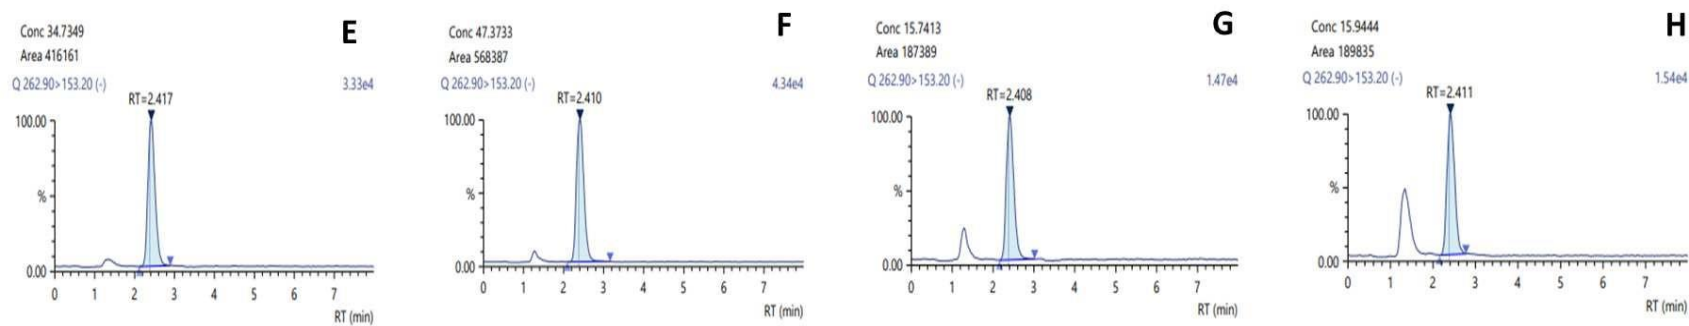 E
Conc 34.7349
Area 416161
Q 262.90>153.20 (-) 3.33e4
RT=2.417
100.00
%
0.00
0 1 2 3 4 5 6 7
RT (min)
F
Conc 47.3733
Area 568387
Q 262.90>153.20 (-) 4.34e4
RT=2.410
100.00
%
0.00
0 1 2 3 4 5 6 7
RT (min)
G
Conc 15.7413
Area 187389
Q 262.90>153.20 (-) 1.47e4
RT=2.408
100.00
%
0.00
0 1 2 3 4 5 6 7
RT (min)
H
Conc 15.9444
Area 189835
Q 262.90>153.20 (-) 1.54e4
RT=2.411
100.00
%
0.00
0 1 2 3 4 5 6 7
RT (min)